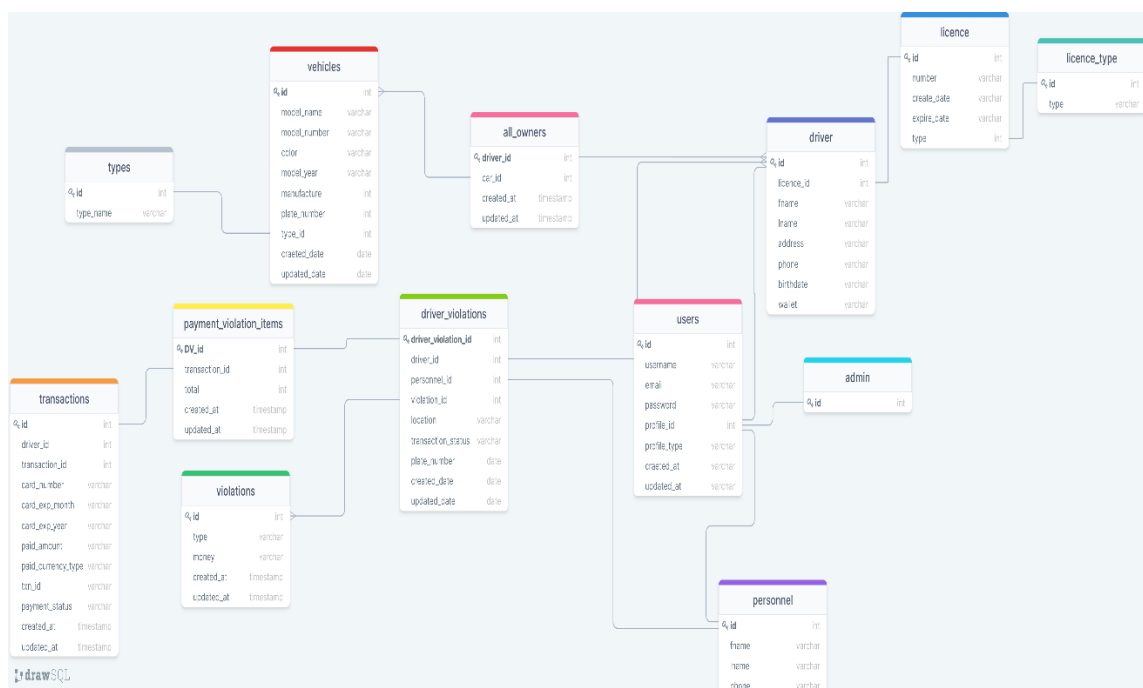 licence
id int
number varchar
create_date varchar
expire_date varchar
type int
licence_type
id int
type varchar
vehicles
id int
model_name varchar
model_number varchar
color varchar
model_year varchar
manufacture int
plate_number int
type_id int
craeted_date date
updated_date date
all_owners
driver_id int
car_id int
created_at timestamp
updated_at timestamp
driver
id int
licence_id int
fname varchar
lname varchar
address varchar
phone varchar
birthdate varchar
wallet varchar
types
id int
type_name varchar
payment_violation_items
DV_id int
transaction_id int
total int
created_at timestamp
updated_at timestamp
driver_violations
driver_violation_id int
driver_id int
personnel_id int
violation_id int
location varchar
transaction_status varchar
plate_number date
created_date date
updated_date date
users
id int
username varchar
email varchar
password varchar
profile_id int
profile_type varchar
created_at varchar
updated_at varchar
admin
id int
transactions
id int
driver_id int
transaction_id int
card_number varchar
card_exp_month varchar
card_exp_year varchar
paid_amount varchar
paid_currency_type varchar
txn_id varchar
payment_status varchar
created_at timestamp
updated_at timestamp
violations
id int
type varchar
money varchar
created_at timestamp
updated_at timestamp
personnel
id int
fname varchar
lname varchar
phone varchar
drawSQL